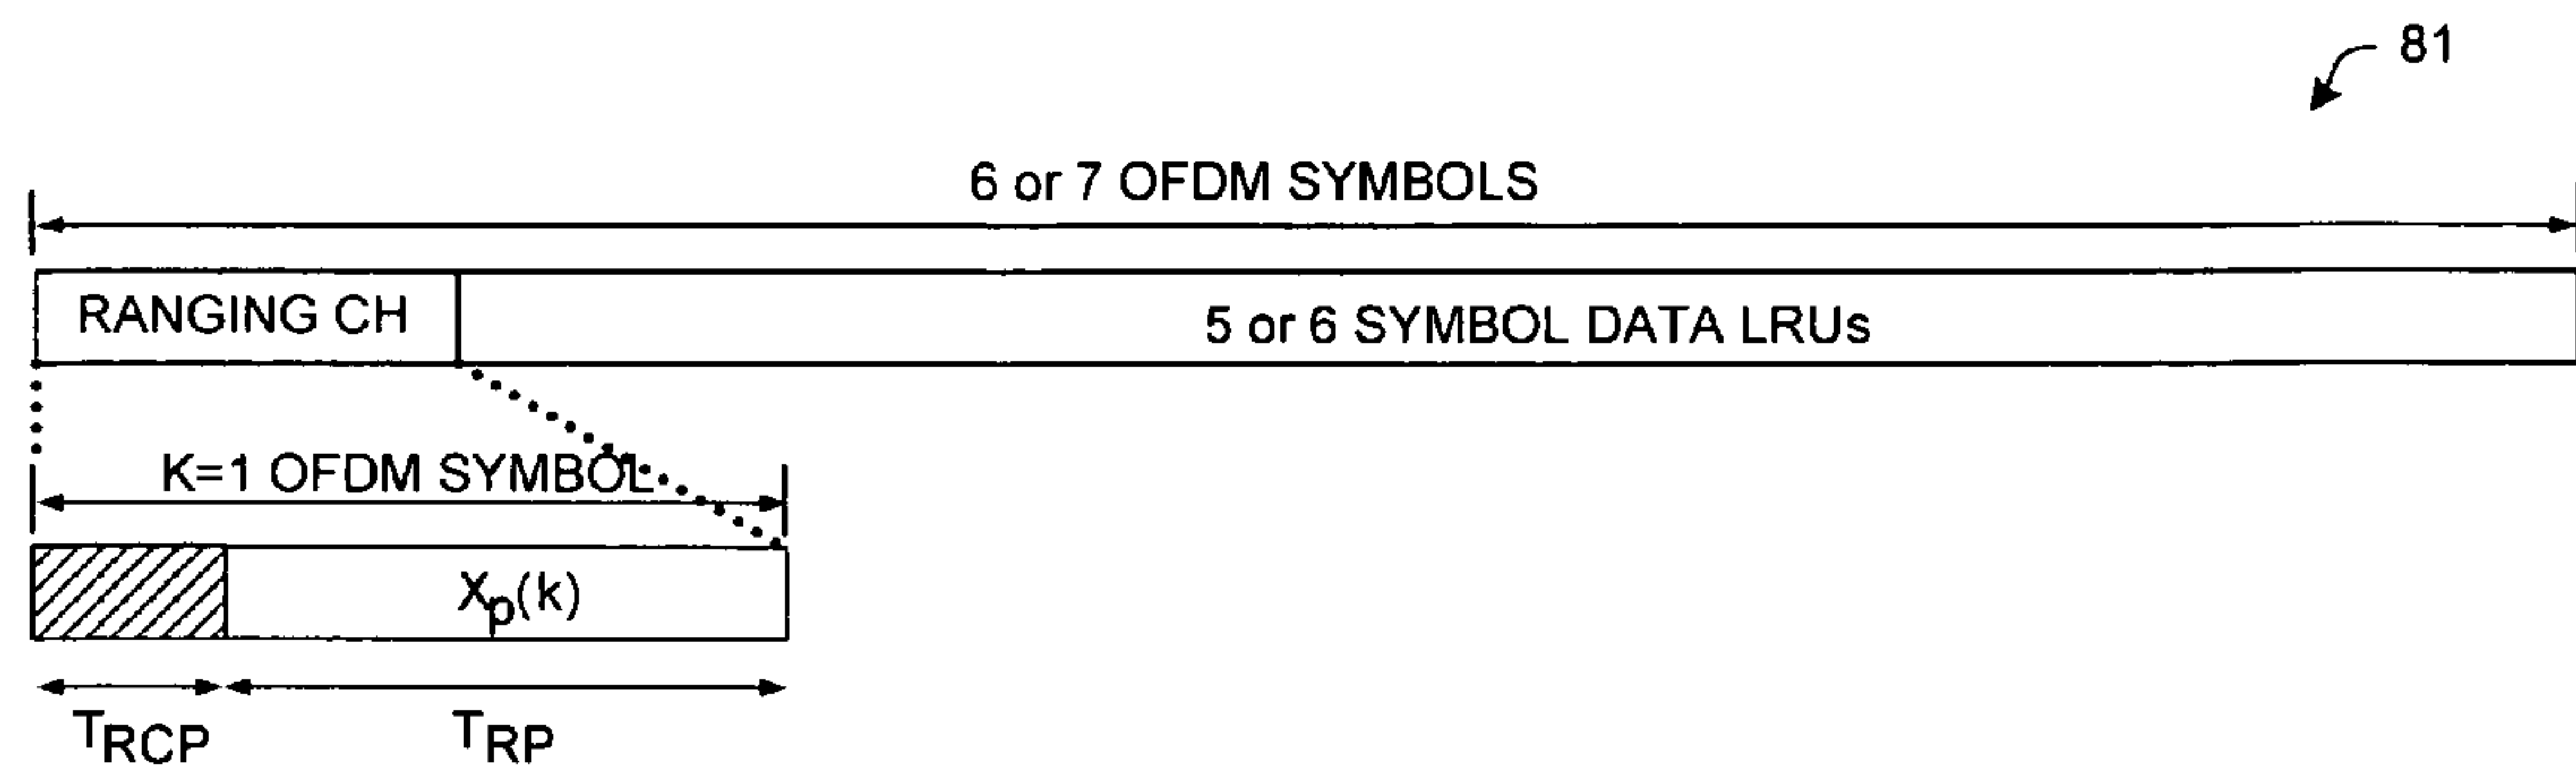 81
6 or 7 OFDM SYMBOLS
RANGING CH
5 or 6 SYMBOL DATA LRUs
K=1 OFDM SYMBOL
Xp(k)
TRCP
TRP